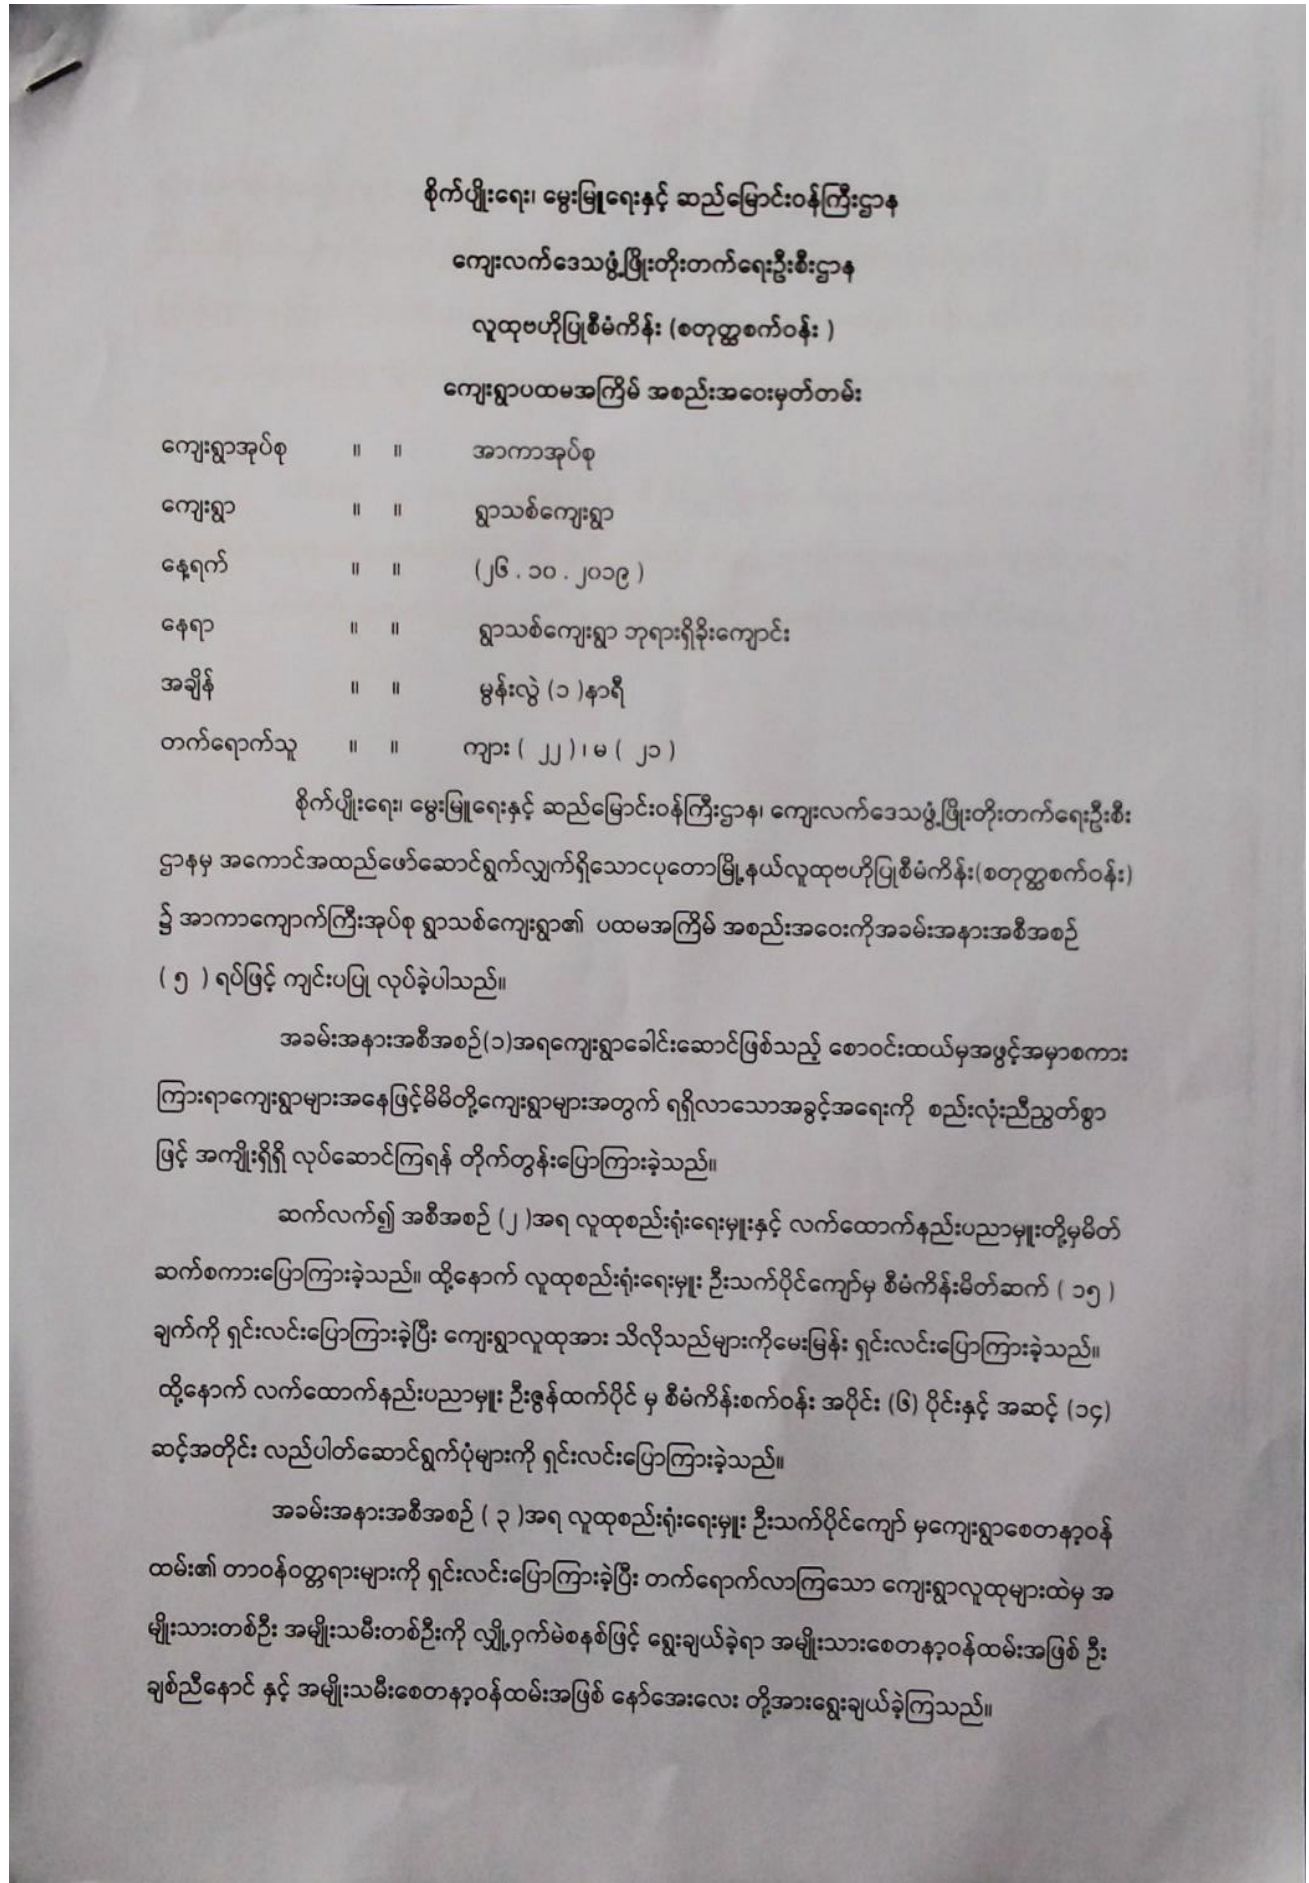 စိုက်ပျိုးရေး၊ မွေးမြူရေးနှင့် ဆည်မြောင်းဝန်ကြီးဌာန
ကျေးလက်ဒေသဖွံ့ဖြိုးတိုးတက်ရေးဦးစီးဌာန
လူထုဗဟိုပြုစီမံကိန်း (စတုတ္ထစက်ဝန်း )
ကျေးရွာပထမအကြိမ် အစည်းအဝေးမှတ်တမ်း
ကျေးရွာအုပ်စု ။ ။ အာကာအုပ်စု
ကျေးရွာ ။ ။ ရွာသစ်ကျေးရွာ
နေ့ရက် ။ ။ (၂၆ . ၁၀ . ၂၀၁၉ )
နေရာ ။ ။ ရွာသစ်ကျေးရွာ ဘုရားရှိခိုးကျောင်း
အချိန် ။ ။ မွန်းလွဲ (၁ )နာရီ
တက်ရောက်သူ ။ ။ ကျား ( ၂၂ ) ၊ မ ( ၂၁ )
စိုက်ပျိုးရေး၊ မွေးမြူရေးနှင့် ဆည်မြောင်းဝန်ကြီးဌာန၊ ကျေးလက်ဒေသဖွံ့ဖြိုးတိုးတက်ရေးဦးစီး
ဌာနမှ အကောင်အထည်ဖော်ဆောင်ရွက်လျှက်ရှိသောငပုတောမြို့နယ်လူထုဗဟိုပြုစီမံကိန်း(စတုတ္ထစက်ဝန်း)
၌ အာကာကျောက်ကြီးအုပ်စု ရွာသစ်ကျေးရွာ၏ ပထမအကြိမ် အစည်းအဝေးကိုအခမ်းအနားအစီအစဉ်
( ၅ ) ရပ်ဖြင့် ကျင်းပပြု လုပ်ခဲ့ပါသည်။
အခမ်းအနားအစီအစဉ်(၁)အရကျေးရွာခေါင်းဆောင်ဖြစ်သည့် စောဝင်းထယ်မှအဖွင့်အမှာစကား
ကြားရာကျေးရွာများအနေဖြင့်မိမိတို့ကျေးရွာများအတွက် ရရှိလာသောအခွင့်အရေးကို စည်းလုံးညီညွတ်စွာ
ဖြင့် အကျိုးရှိရှိ လုပ်ဆောင်ကြရန် တိုက်တွန်းပြောကြားခဲ့သည်။
ဆက်လက်၍ အစီအစဉ် (၂ )အရ လူထုစည်းရုံးရေးမှူးနှင့် လက်ထောက်နည်းပညာမှူးတို့မှမိတ်
ဆက်စကားပြောကြားခဲ့သည်။ ထို့နောက် လူထုစည်းရုံးရေးမှူး ဦးသက်ပိုင်ကျော်မှ စီမံကိန်းမိတ်ဆက် ( ၁၅ )
ချက်ကို ရှင်းလင်းပြောကြားခဲ့ပြီး ကျေးရွာလူထုအား သိလိုသည်များကိုမေးမြန်း ရှင်းလင်းပြောကြားခဲ့သည်။
ထို့နောက် လက်ထောက်နည်းပညာမှူး ဦးဇွန်ထက်ပိုင် မှ စီမံကိန်းစက်ဝန်း အပိုင်း (၆) ပိုင်းနှင့် အဆင့် (၁၄)
ဆင့်အတိုင်း လည်ပါတ်ဆောင်ရွက်ပုံများကို ရှင်းလင်းပြောကြားခဲ့သည်။
အခမ်းအနားအစီအစဉ် ( ၃ )အရ လူထုစည်းရုံးရေးမှူး ဦးသက်ပိုင်ကျော် မှကျေးရွာစေတနာ့ဝန်
ထမ်း၏ တာဝန်ဝတ္တရားများကို ရှင်းလင်းပြောကြားခဲ့ပြီး တက်ရောက်လာကြသော ကျေးရွာလူထုများထဲမှ အ
မျိုးသားတစ်ဦး အမျိုးသမီးတစ်ဦးကို လျှို့ဝှက်မဲစနစ်ဖြင့် ရွေးချယ်ခဲ့ရာ အမျိုးသားစေတနာ့ဝန်ထမ်းအဖြစ် ဦး
ချစ်ညီနောင် နှင့် အမျိုးသမီးစေတနာ့ဝန်ထမ်းအဖြစ် နော်အေးလေး တို့အားရွေးချယ်ခဲ့ကြသည်။